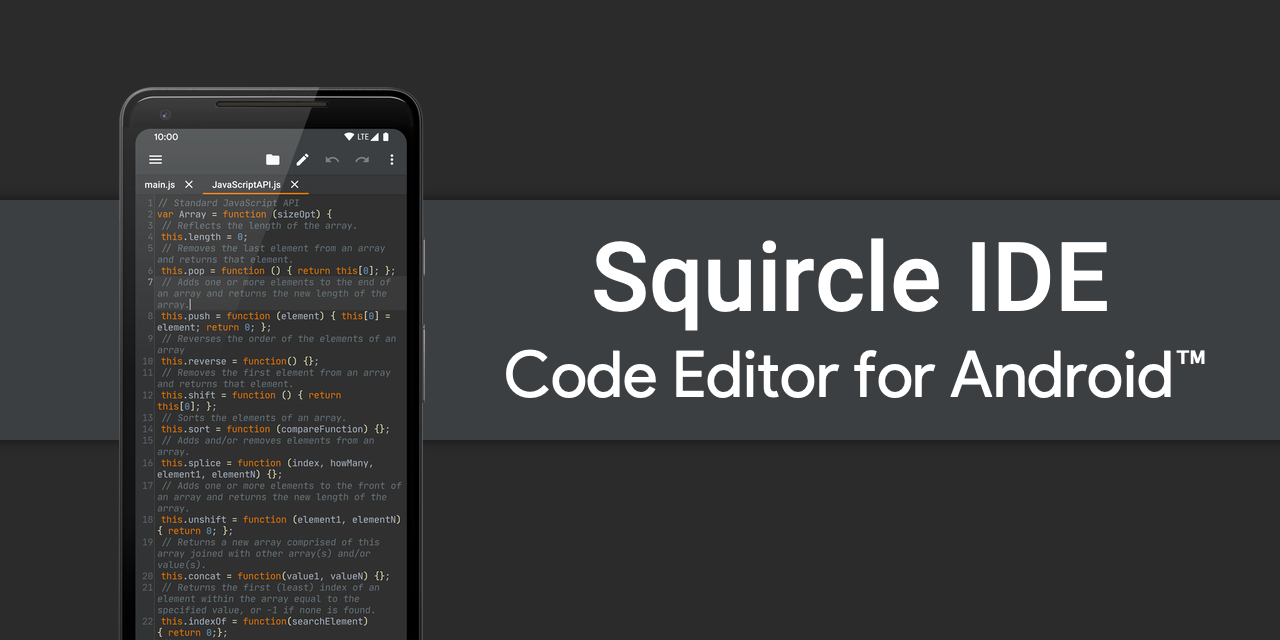 10:00 LTE
main.js JavaScriptAPI.js
1 // Standard JavaScript API
2 var Array = function (sizeOpt) {
3 // Reflects the length of the array.
4 this.length = 0;
5 // Removes the last element from an array
and returns that element.
6 this.pop = function () { return this[0]; };
7 // Adds one or more elements to the end of
an array and returns the new length of the
array.
8 this.push = function (element) { this[0] =
element; return 0; };
9 // Reverses the order of the elements of an
array
10 this.reverse = function() {};
11 // Removes the first element from an array
and returns that element.
12 this.shift = function () { return
this[0]; };
13 // Sorts the elements of an array.
14 this.sort = function (compareFunction) {};
15 // Adds and/or removes elements from an
array.
16 this.splice = function (index, howMany,
element1, elementN) {};
17 // Adds one or more elements to the front of
an array and returns the new length of the
array.
18 this.unshift = function (element1, elementN)
{ return 0; };
19 // Returns a new array comprised of this
array joined with other array(s) and/or
value(s).
20 this.concat = function(value1, valueN) {};
21 // Returns the first (least) index of an
element within the array equal to the
specified value, or -1 if none is found.
22 this.indexOf = function(searchElement)
{ return 0;};
Squircle IDE
Code Editor for Android™